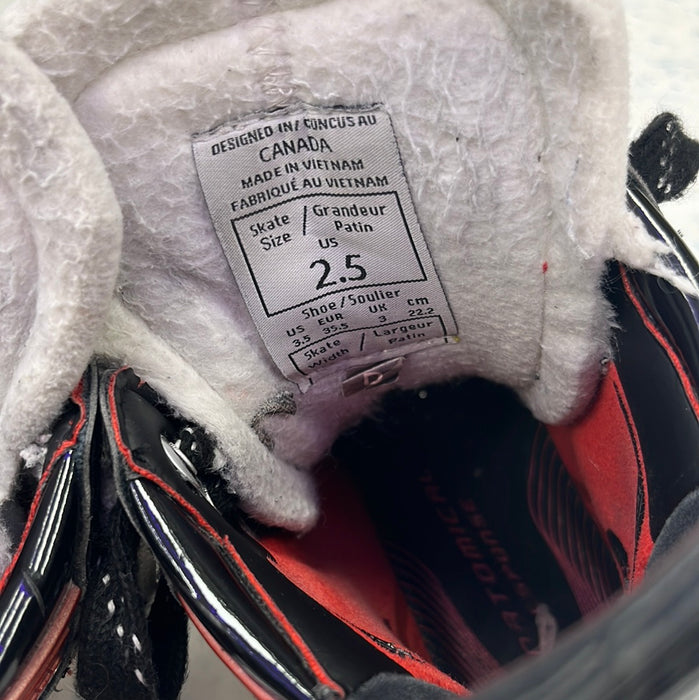 DESIGNED IN/ CONCUS AU
CANADA
MADE IN VIETNAM
FABRIQUÉ AU VIETNAM
Skate / Grandeur
Size Patin
US
2.5
Shoe/Soulier
US EUR UK cm
3.5 35.5 3 22.2
Skate / Largeur
Width Patin
D